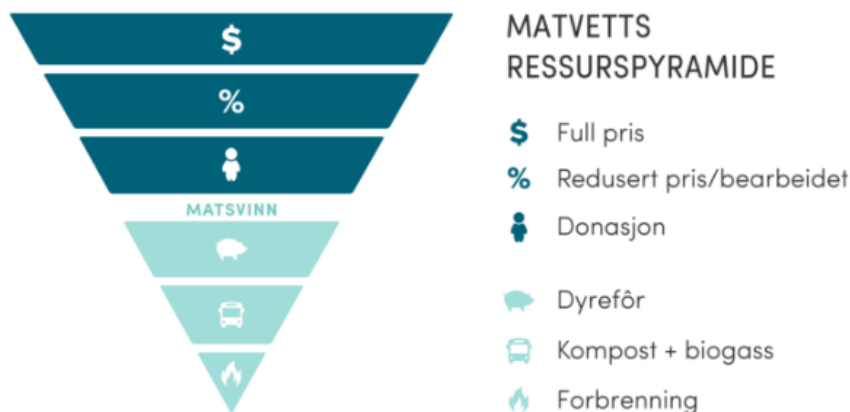 $
%
MATSVINN
MATVETTS
RESSURSPYRAMIDE
$ Full pris
% Redusert pris/bearbeidet
Donasjon
Dyrefôr
Kompost + biogass
Forbrenning